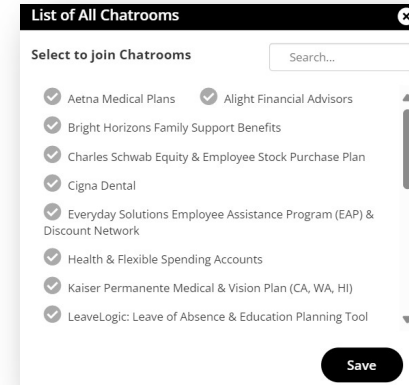 List of All Chatrooms
Select to join Chatrooms
Search...
Aetna Medical Plans Alight Financial Advisors
Bright Horizons Family Support Benefits
Charles Schwab Equity & Employee Stock Purchase Plan
Cigna Dental
Everyday Solutions Employee Assistance Program (EAP) &
Discount Network
Health & Flexible Spending Accounts
Kaiser Permanente Medical & Vision Plan (CA, WA, HI)
LeaveLogic: Leave of Absence & Education Planning Tool
Save